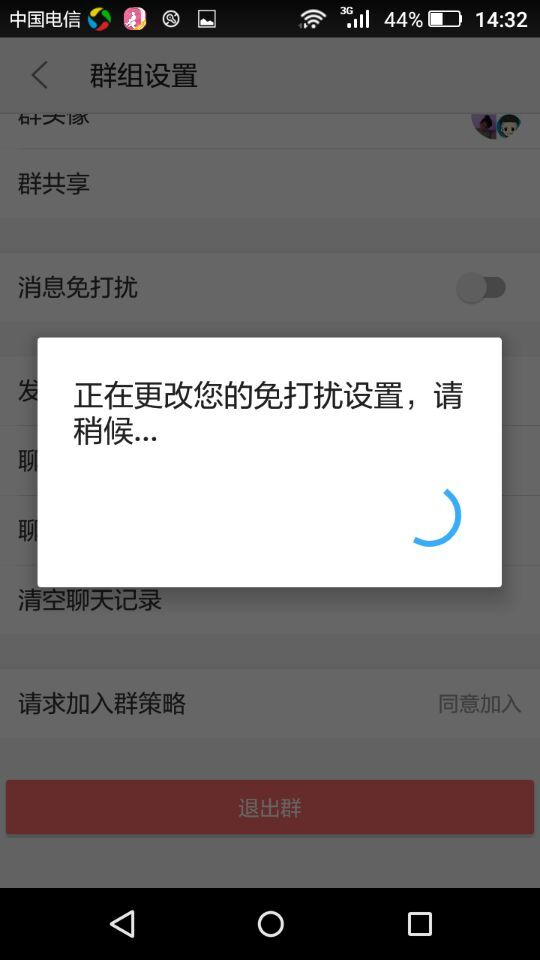 中国电信
3G
44%
14:32
群组设置
群头像
群共享
消息免打扰
正在更改您的免打扰设置，请
稍候...
发
聊
聊
清空聊天记录
请求加入群策略
同意加入
退出群